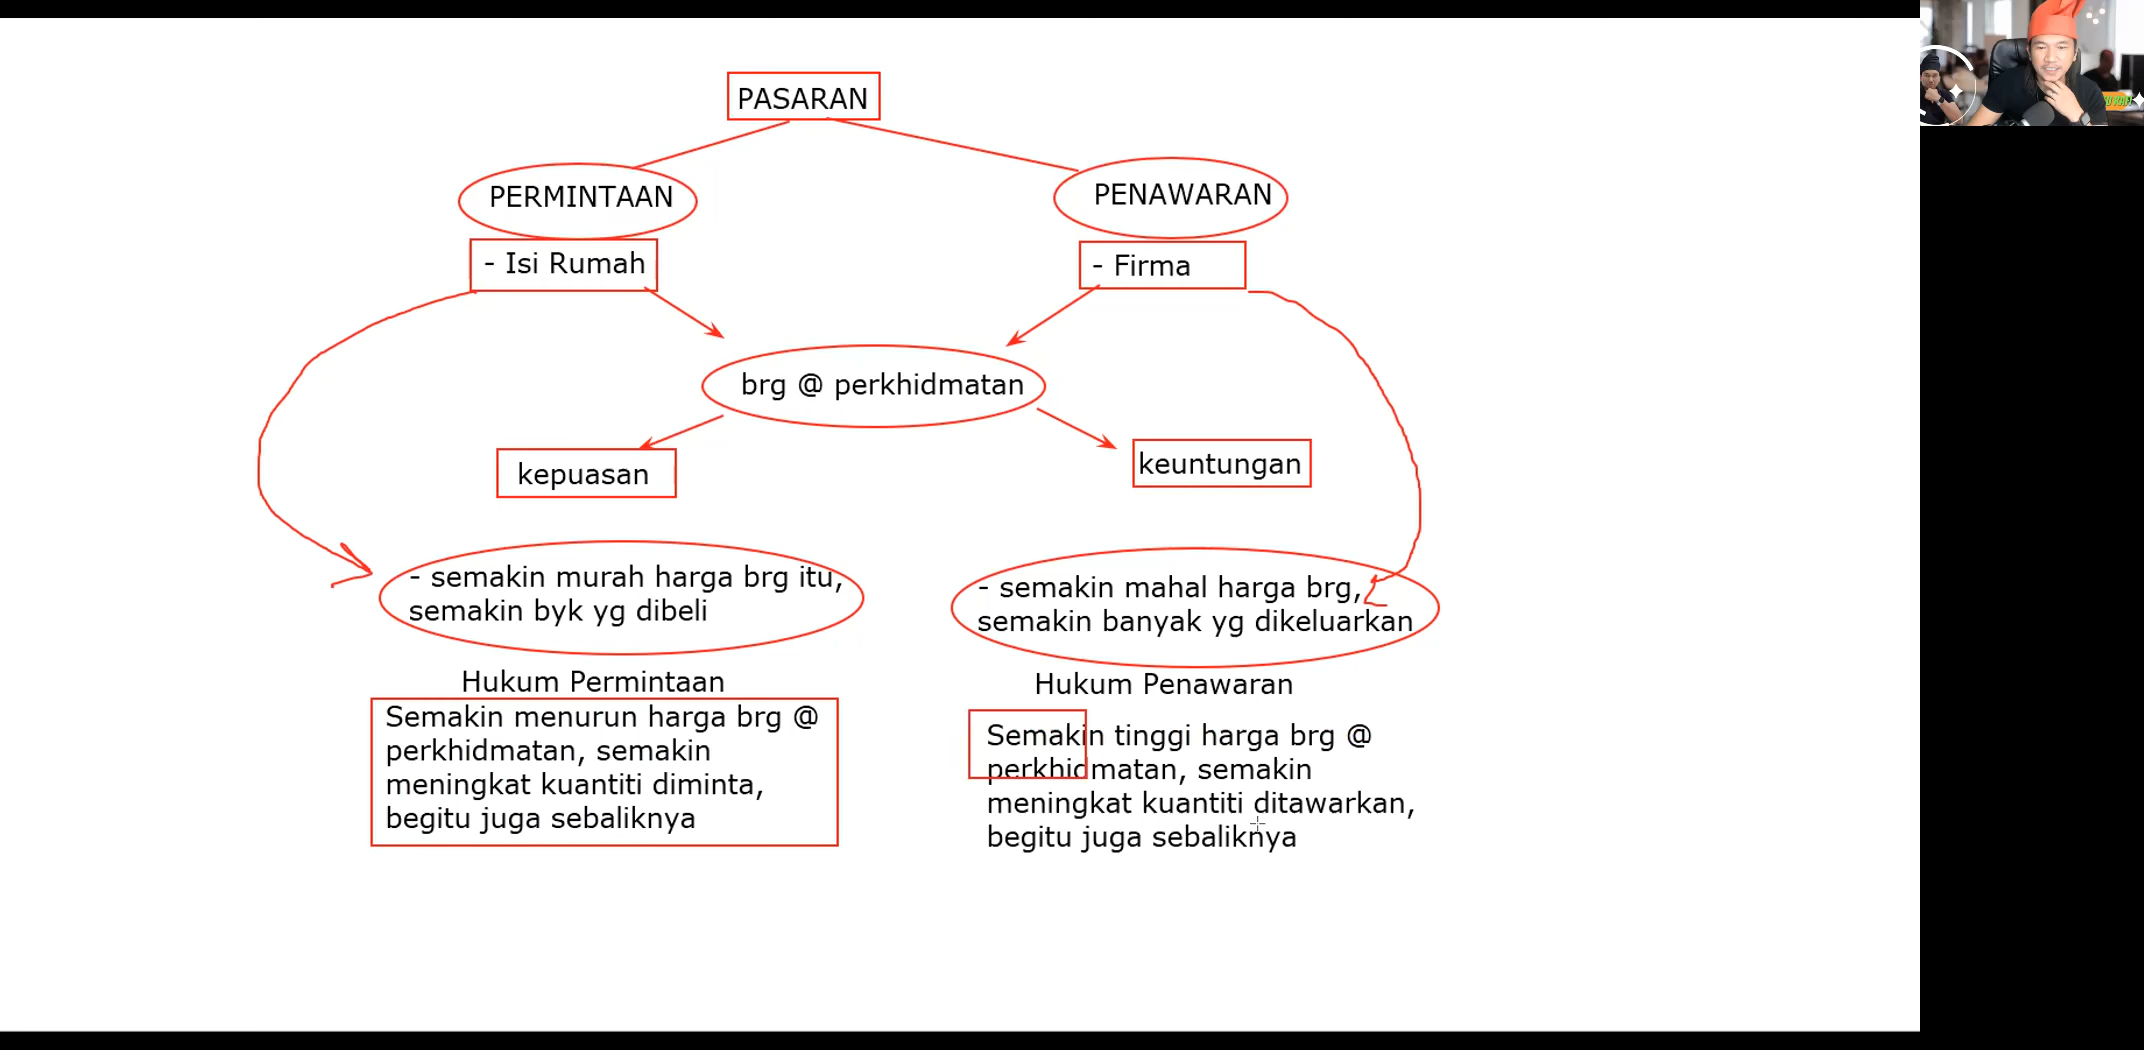 PASARAN
PERMINTAAN
PENAWARAN
- Isi Rumah
- Firma
brg @ perkhidmatan
kepuasan
keuntungan
- semakin murah harga brg itu,
semakin byk yg dibeli
- semakin mahal harga brg,
semakin banyak yg dikeluarkan
Hukum Permintaan
Semakin menurun harga brg @
perkhidmatan, semakin
meningkat kuantiti diminta,
begitu juga sebaliknya
Hukum Penawaran
Semakin tinggi harga brg @
perkhidmatan, semakin
meningkat kuantiti ditawarkan,
begitu juga sebaliknya